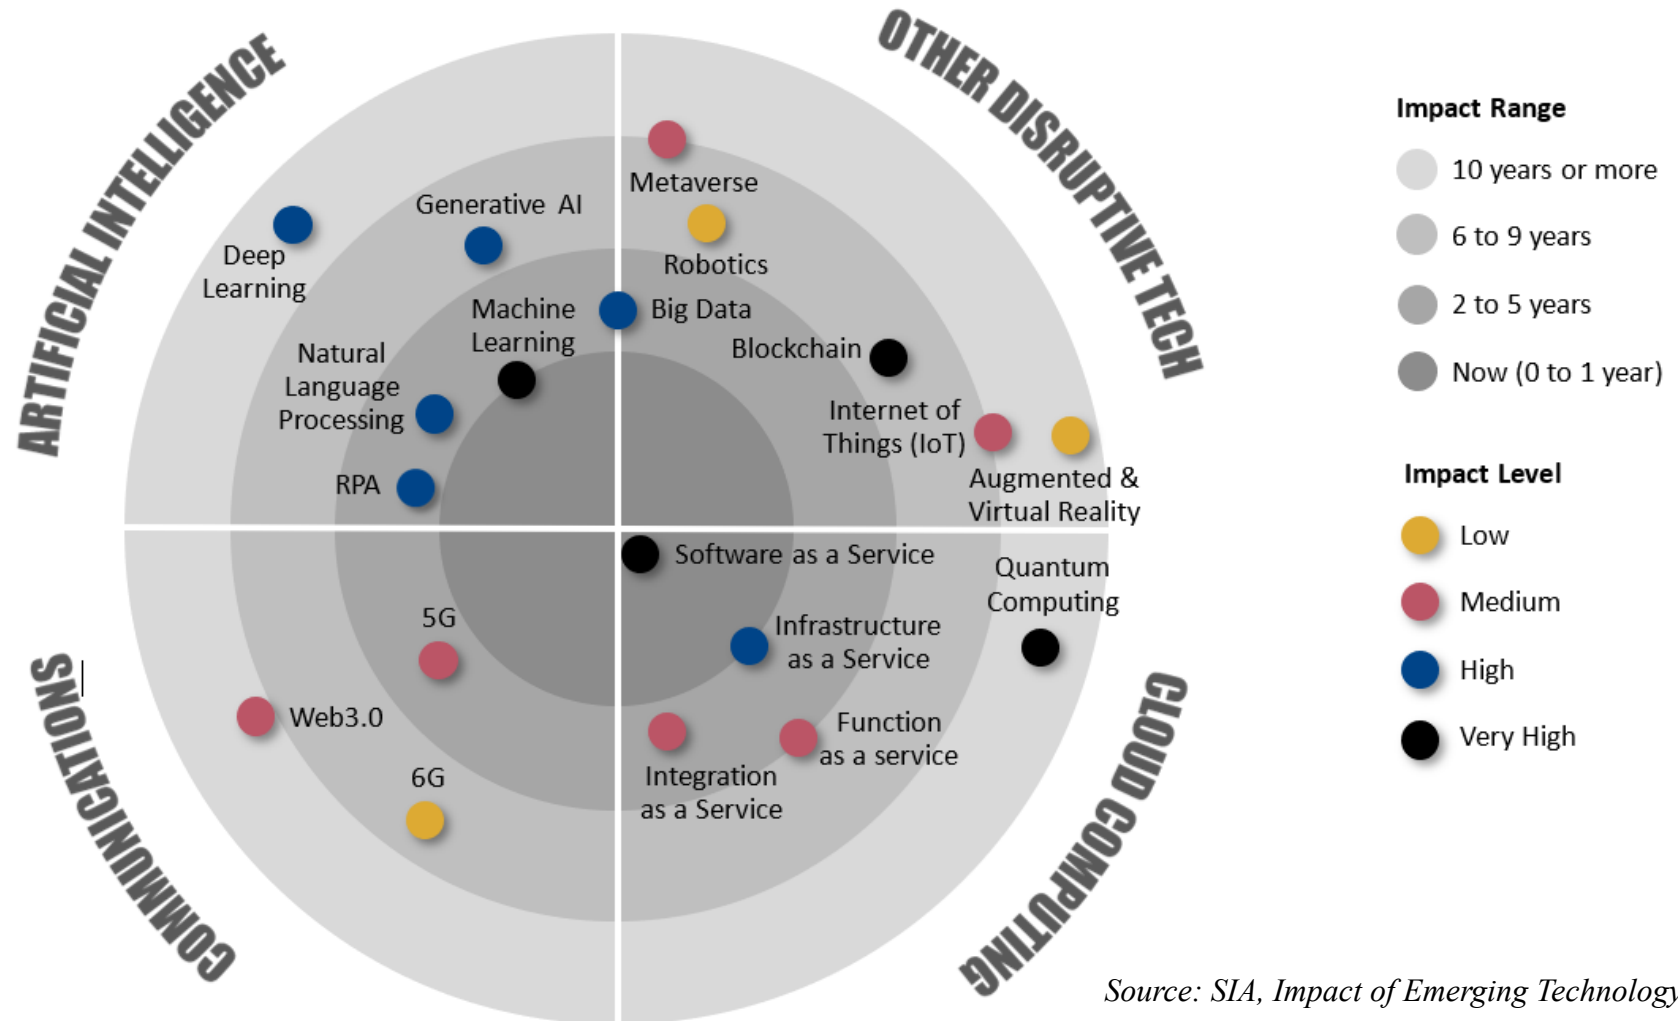 ARTIFICIAL INTELLIGENCE
OTHER DISRUPTIVE TECH
Metaverse
Generative AI
Robotics
Deep
Learning
Machine
Learning
Big Data
Natural
Language
Processing
Blockchain
RPA
Internet of
Things (IoT)
Augmented &
Virtual Reality
Software as a Service
Quantum
Computing
5G
Infrastructure
as a Service
Web3.0
Function
as a service
6G
Integration
as a Service
COMMUNICATIONS
CLOUD COMPUTING
Impact Range
10 years or more
6 to 9 years
2 to 5 years
Now (0 to 1 year)
Impact Level
Low
Medium
High
Very High
Source: SIA, Impact of Emerging Technology